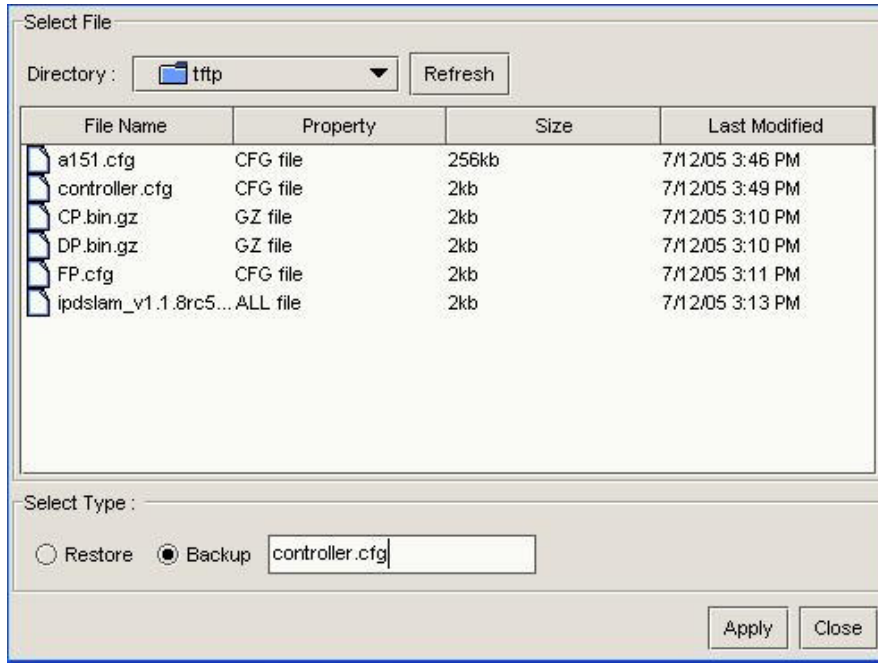 Select File
Directory : tftp Refresh
File Name Property Size Last Modified
a151.cfg CFG file 256kb 7/12/05 3:46 PM
controller.cfg CFG file 2kb 7/12/05 3:49 PM
CP.bin.gz GZ file 2kb 7/12/05 3:10 PM
DP.bin.gz GZ file 2kb 7/12/05 3:10 PM
FP.cfg CFG file 2kb 7/12/05 3:11 PM
ipdslam_v1.1.8rc5... ALL file 2kb 7/12/05 3:13 PM
Select Type :
Restore Backup controller.cfg
Apply Close